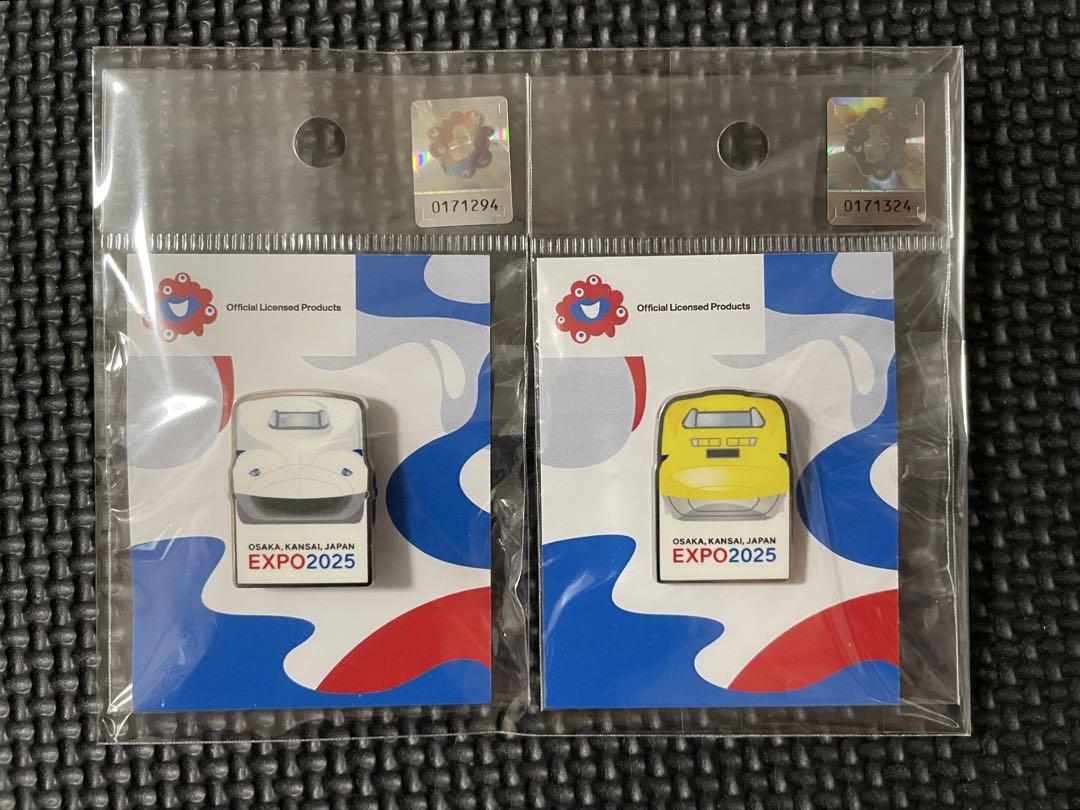 0171294
0171324
Official Licensed Products
Official Licensed Products
OSAKA, KANSAI, JAPAN
EXPO2025
OSAKA, KANSAI, JAPAN
EXPO2025